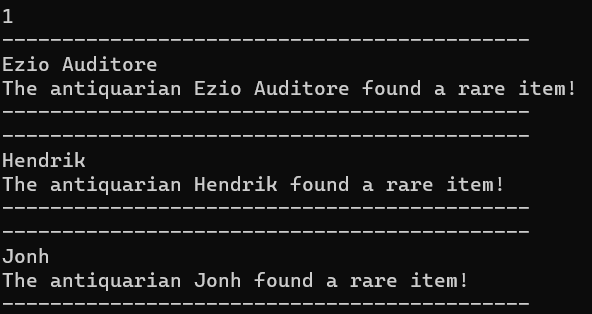 1
--------------------------------------------
Ezio Auditore
The antiquarian Ezio Auditore found a rare item!
--------------------------------------------
--------------------------------------------
Hendrik
The antiquarian Hendrik found a rare item!
--------------------------------------------
--------------------------------------------
Jonh
The antiquarian Jonh found a rare item!
--------------------------------------------